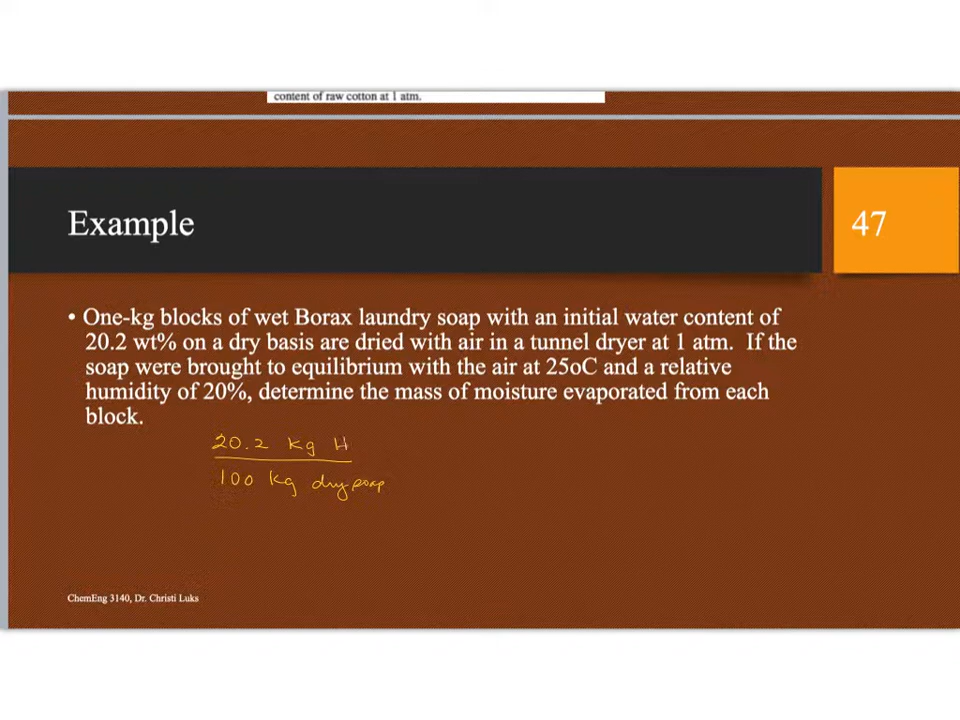 content of raw cotton at 1 atm.
Example
47
• One-kg blocks of wet Borax laundry soap with an initial water content of
20.2 wt% on a dry basis are dried with air in a tunnel dryer at 1 atm. If the
soap were brought to equilibrium with the air at 25oC and a relative
humidity of 20%, determine the mass of moisture evaporated from each
block.
20.2 kg H
100 kg dry soap
ChemEng 3140, Dr. Christi Luks